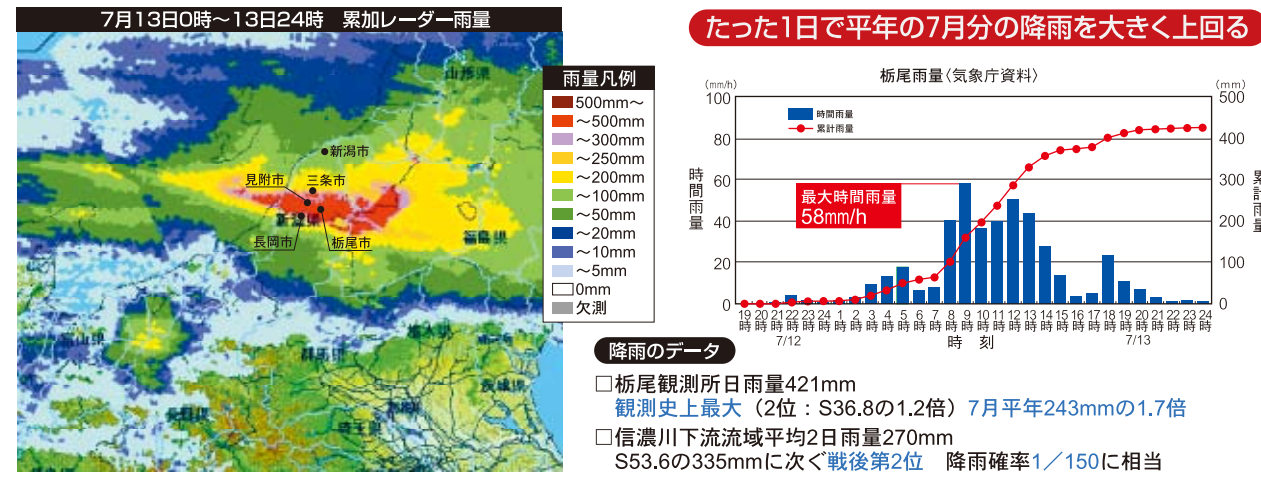 7月13日0時～13日24時　累加レーダー雨量
山形県
新潟市
見附市
三条市
新潟県
長岡市
栃尾市
福島県
富山県
群馬県
栃木県
茨城県
長野県
埼玉県
雨量凡例
500mm～
～500mm
～300mm
～250mm
～200mm
～100mm
～50mm
～20mm
～10mm
～5mm
0mm
欠測
たった1日で平年の7月分の降雨を大きく上回る
栃尾雨量〈気象庁資料〉
(mm/h)
(mm)
時間雨量
累計雨量
100
80
60
40
20
0
500
400
300
200
100
0
時間雨量
累計雨量
最大時間雨量
58mm/h
19時 20時 21時 22時 23時 24時 1時 2時 3時 4時 5時 6時 7時 8時 9時 10時 11時 12時 13時 14時 15時 16時 17時 18時 19時 20時 21時 22時 23時 24時
7/12
時　刻
7/13
降雨のデータ
□栃尾観測所日雨量421mm
観測史上最大（2位：S36.8の1.2倍）7月平年243mmの1.7倍
□信濃川下流流域平均2日雨量270mm
S53.6の335mmに次ぐ戦後第2位　降雨確率1／150に相当